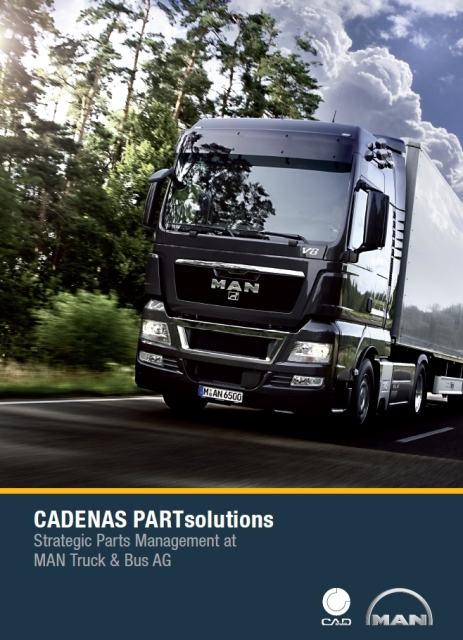 V8
MAN
M AN 6500
CADENAS PARTsolutions
Strategic Parts Management at
MAN Truck & Bus AG
CAD
MAN